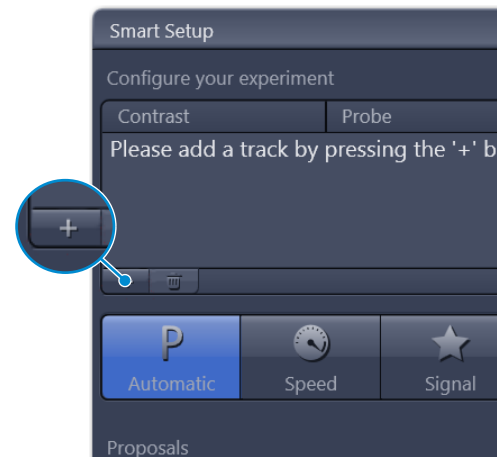 Smart Setup
Configure your experiment
Contrast Probe
Please add a track by pressing the '+' b
+
P
Automatic Speed Signal
Proposals